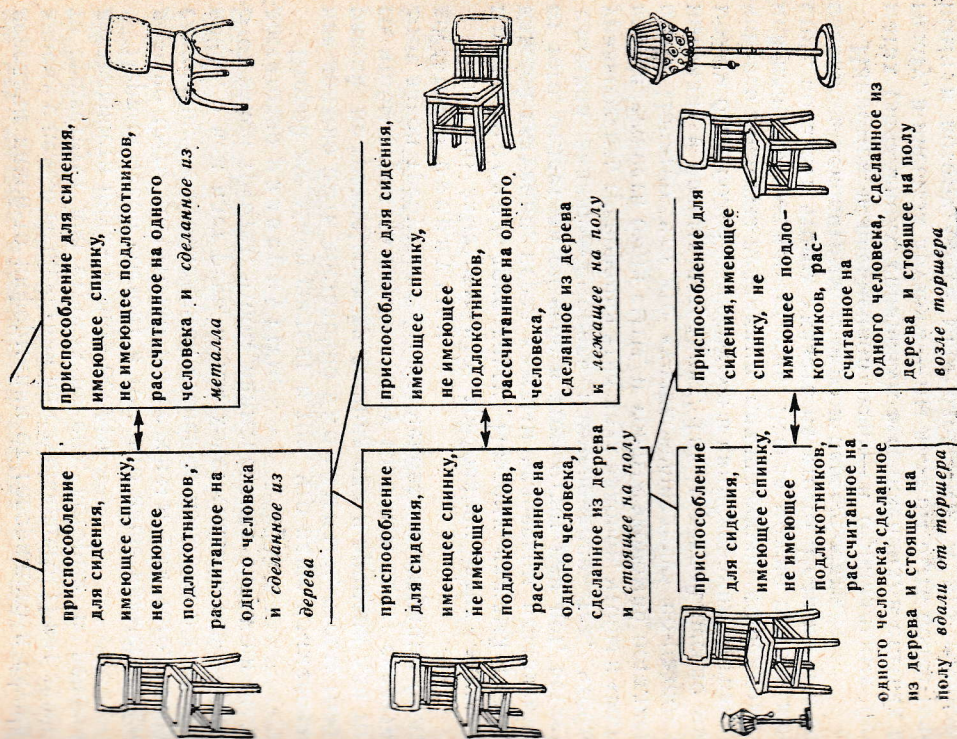 приспособление
для сидения,
имеющее спинку,
не имеющее
подлокотников,
рассчитанное на
одного человека
и сделанное из
дерева
приспособление для сидения,
имеющее спинку,
не имеющее подлокотников,
рассчитанное на одного
человека и сделанное из
металла
приспособление
для сидения,
имеющее спинку,
не имеющее
подлокотников,
рассчитанное на
одного человека,
сделанное из дерева
и стоящее на полу
приспособление для сидения,
имеющее спинку,
не имеющее
подлокотников,
рассчитанное на одного
человека,
сделанное из дерева
и лежащее на полу
приспособление
для сидения,
имеющее спинку,
не имеющее
подлокотников,
рассчитанное на
одного человека, сделанное
из дерева и стоящее на
полу вдали от торшера
приспособление для
сидения, имеющее
спинку, не
имеющее подло-
котников, рас-
считанное на
одного человека, сделанное из
дерева и стоящее на полу
возле торшера